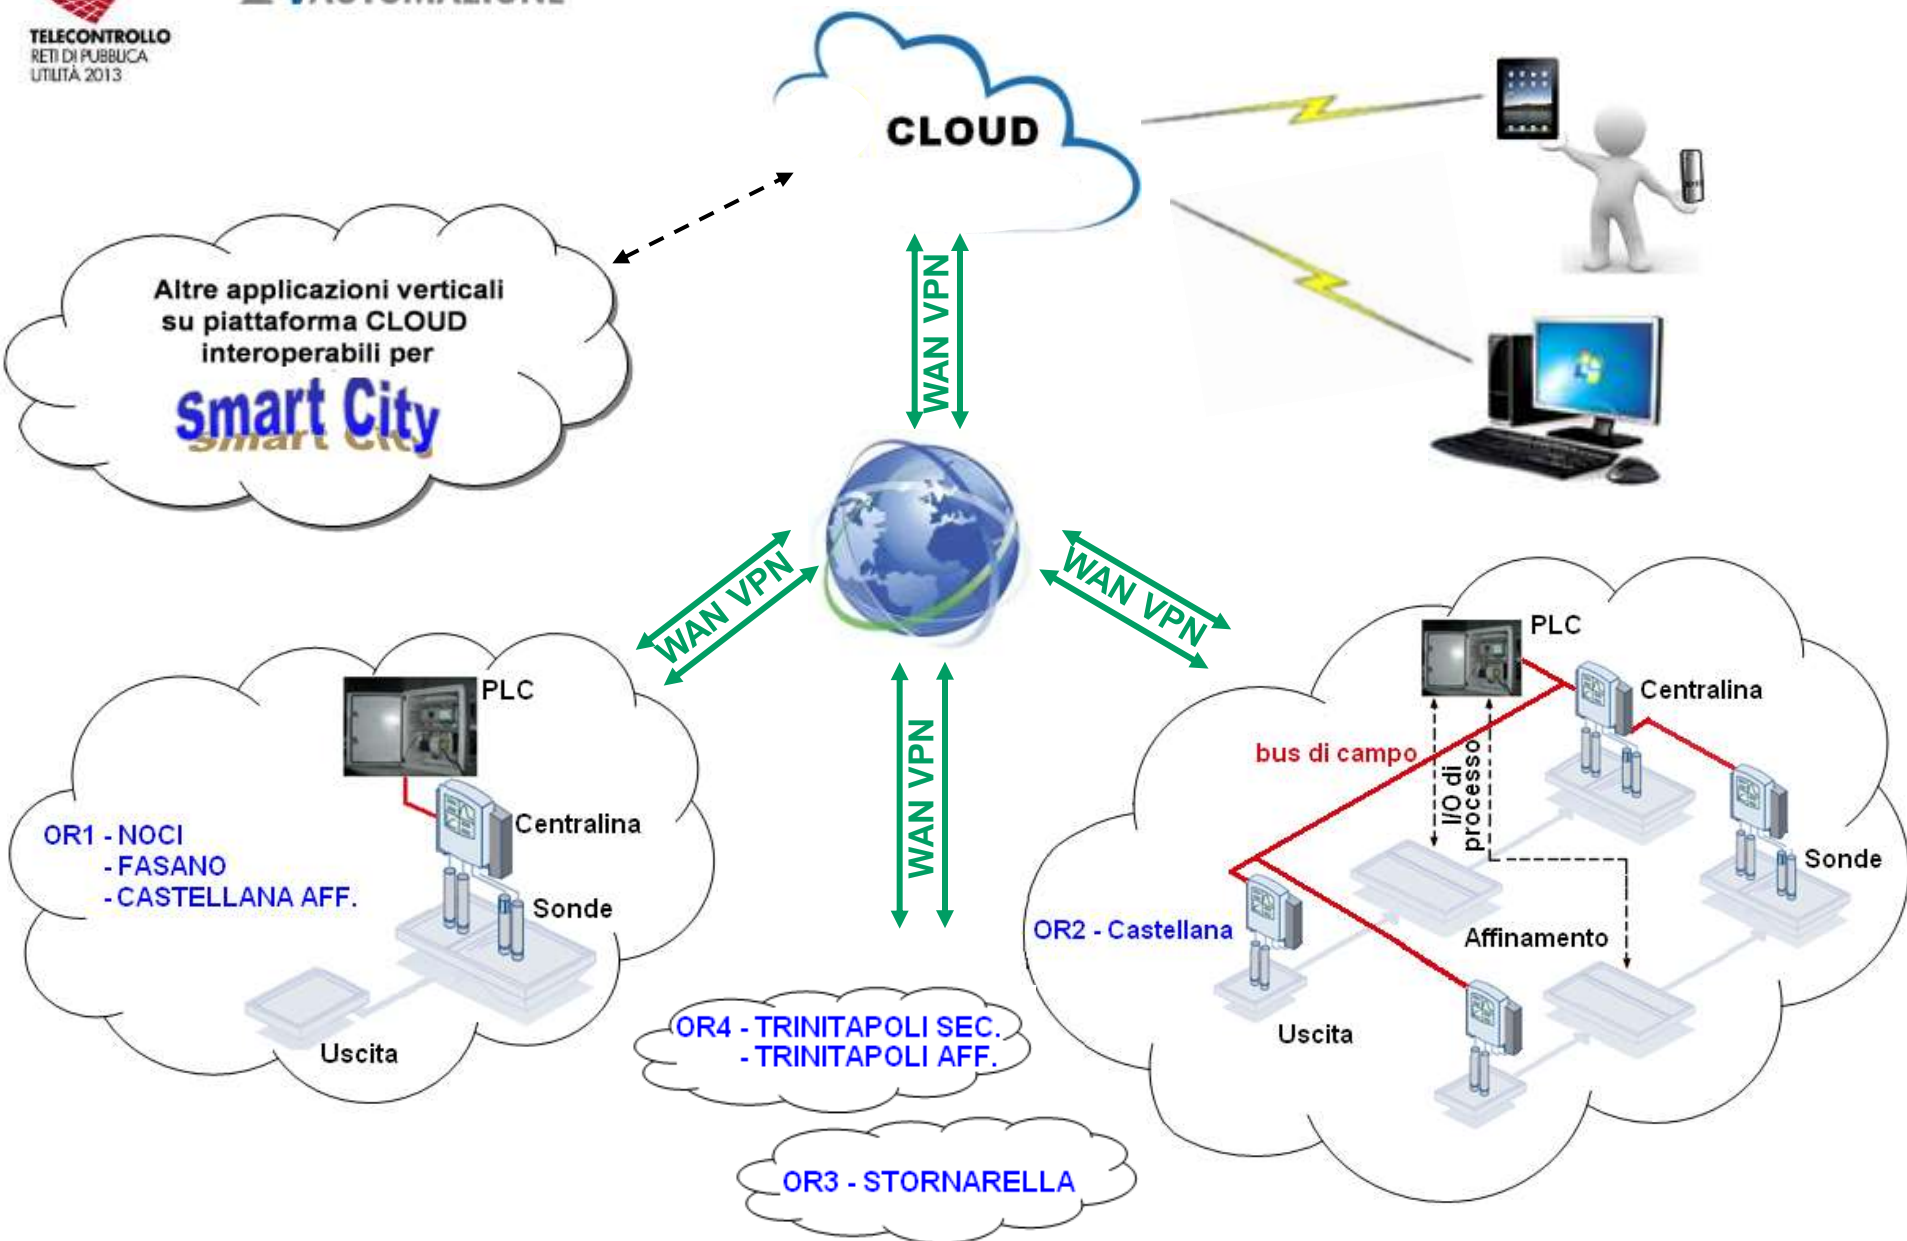 TELECONTROLLO
RETI DI PUBBLICA
UTILITÀ 2013
CLOUD
Altre applicazioni verticali
su piattaforma CLOUD
interoperabili per
Smart City
WAN VPN
WAN VPN
WAN VPN
WAN VPN
PLC
Centralina
OR1 - NOCI
- FASANO
- CASTELLANA AFF.
Sonde
Uscita
OR4 - TRINITAPOLI SEC.
- TRINITAPOLI AFF.
OR3 - STORNARELLA
PLC
Centralina
bus di campo
I/O di
processo
Sonde
OR2 - Castellana
Affinamento
Uscita